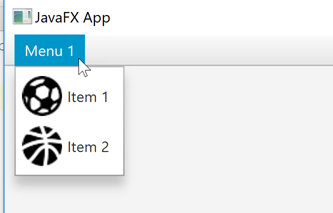 JavaFX App
Menu 1
Item 1
Item 2